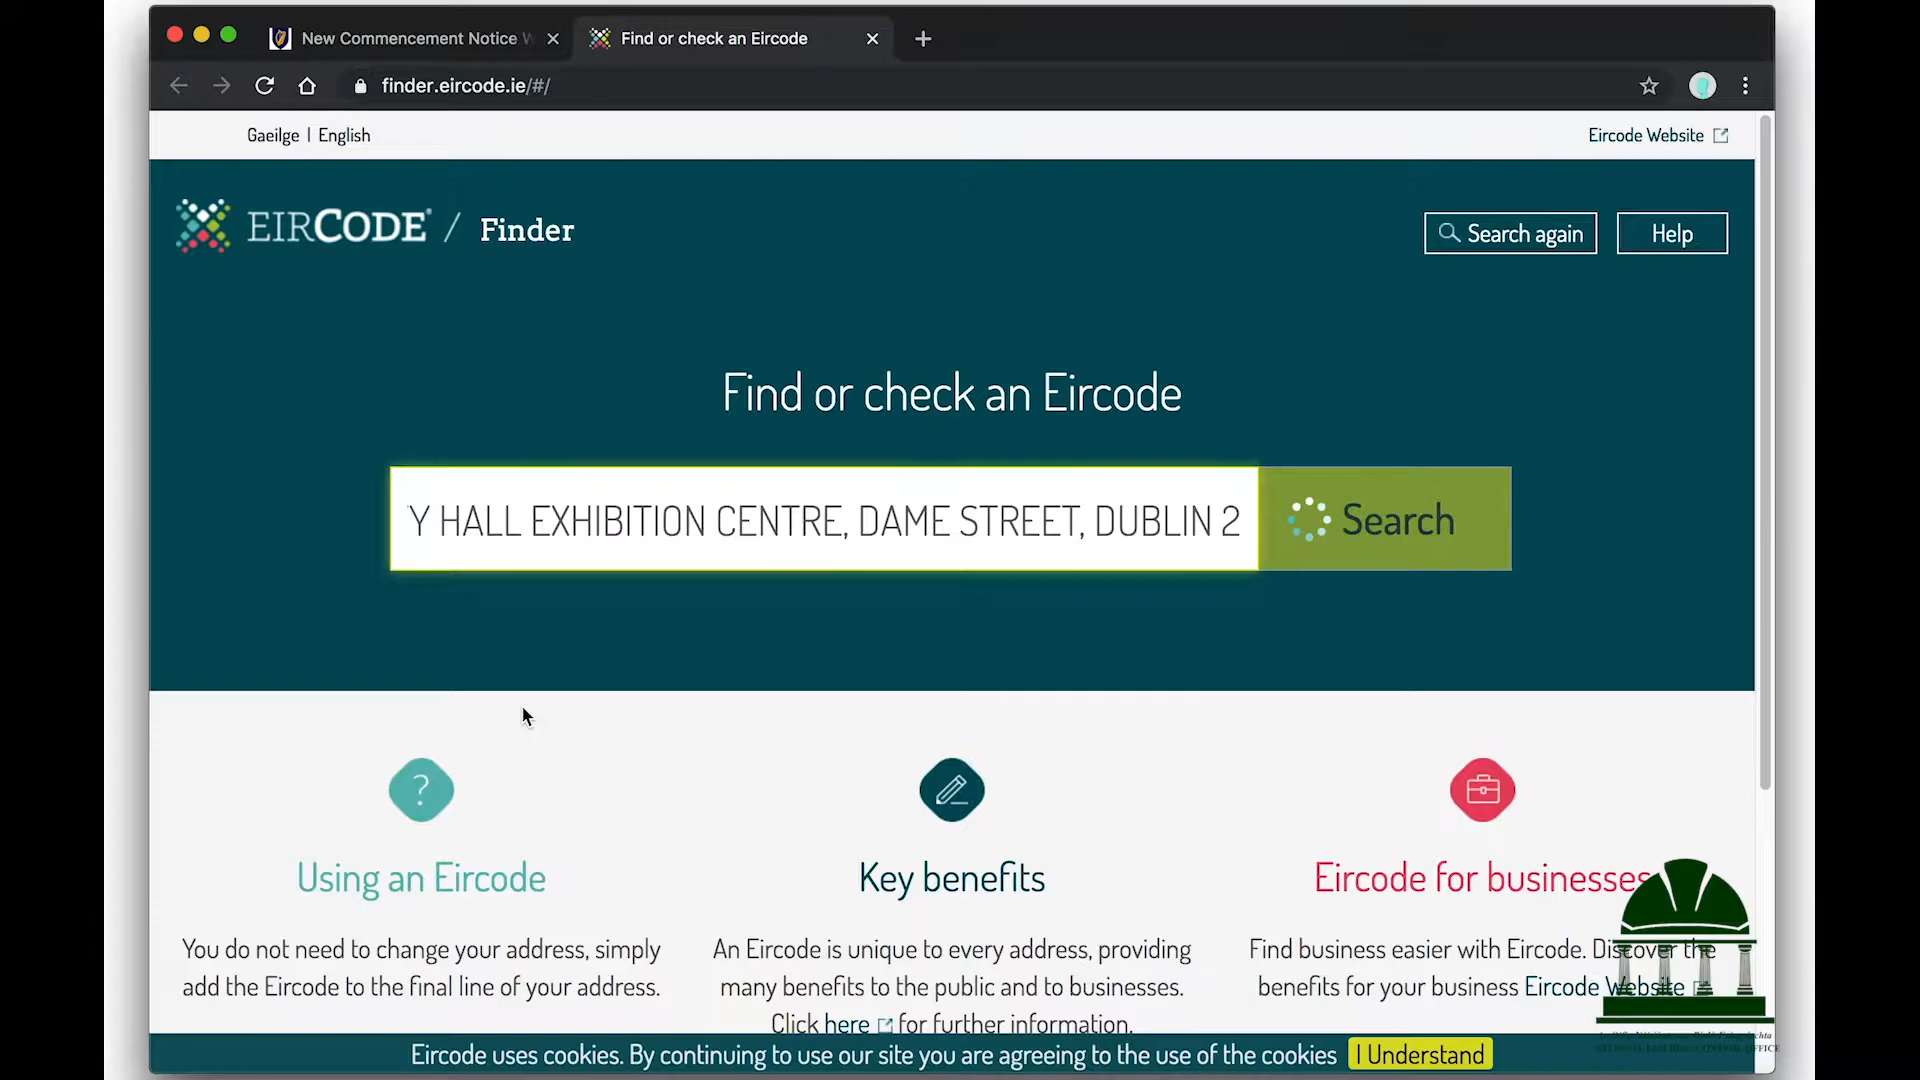 New Commencement Notice W
Find or check an Eircode
finder.eircode.ie/#/
Gaeilge | English
Eircode Website
EIRCODE / Finder
Search again
Help
Find or check an Eircode
Y HALL EXHIBITION CENTRE, DAME STREET, DUBLIN 2
Search
?
Using an Eircode
You do not need to change your address, simply
add the Eircode to the final line of your address.
Key benefits
An Eircode is unique to every address, providing
many benefits to the public and to businesses.
Click here for further information.
Eircode for businesses
Find business easier with Eircode. Discover the
benefits for your business Eircode Website
Eircode uses cookies. By continuing to use our site you are agreeing to the use of the cookies
I Understand